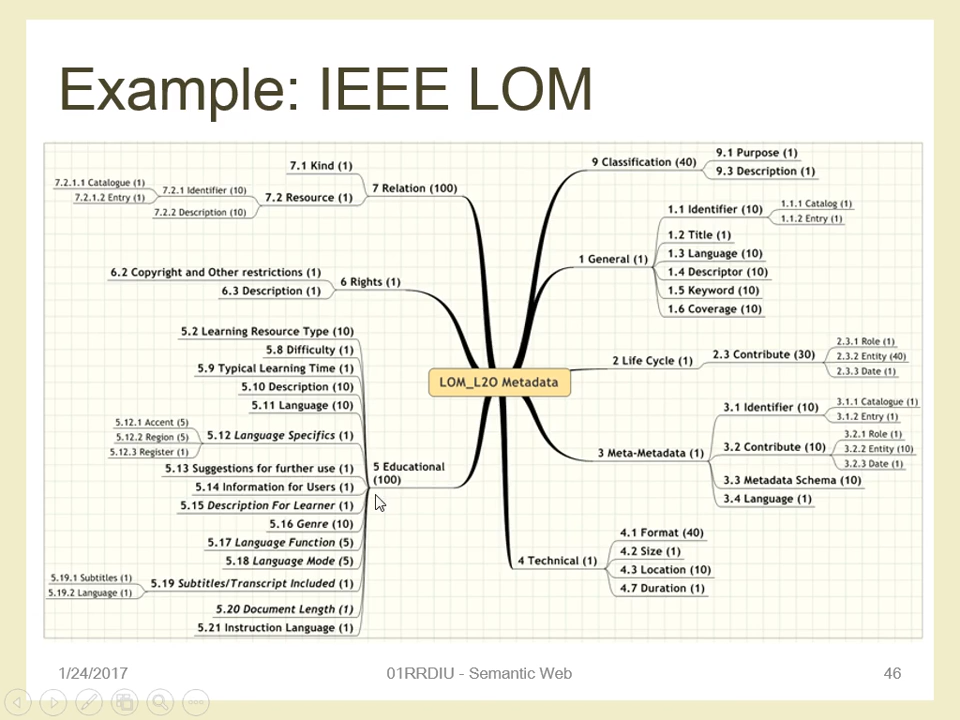 Example: IEEE LOM
LOM_L2O Metadata
7 Relation (100)
7.1 Kind (1)
7.2 Resource (1)
7.2.1 Identifier (10)
7.2.1.1 Catalogue (1)
7.2.1.2 Entry (1)
7.2.2 Description (10)
6 Rights (1)
6.2 Copyright and Other restrictions (1)
6.3 Description (1)
5 Educational
(100)
5.2 Learning Resource Type (10)
5.8 Difficulty (1)
5.9 Typical Learning Time (1)
5.10 Description (10)
5.11 Language (10)
5.12 Language Specifics (1)
5.12.1 Accent (5)
5.12.2 Region (5)
5.12.3 Register (1)
5.13 Suggestions for further use (1)
5.14 Information for Users (1)
5.15 Description For Learner (1)
5.16 Genre (10)
5.17 Language Function (5)
5.18 Language Mode (5)
5.19 Subtitles/Transcript Included (1)
5.19.1 Subtitles (1)
5.19.2 Language (1)
5.20 Document Length (1)
5.21 Instruction Language (1)
9 Classification (40)
9.1 Purpose (1)
9.3 Description (1)
1 General (1)
1.1 Identifier (10)
1.1.1 Catalog (1)
1.1.2 Entry (1)
1.2 Title (1)
1.3 Language (10)
1.4 Descriptor (10)
1.5 Keyword (10)
1.6 Coverage (10)
2 Life Cycle (1)
2.3 Contribute (30)
2.3.1 Role (1)
2.3.2 Entity (40)
2.3.3 Date (1)
3 Meta-Metadata (1)
3.1 Identifier (10)
3.1.1 Catalogue (1)
3.1.2 Entry (1)
3.2 Contribute (10)
3.2.1 Role (1)
3.2.2 Entity (10)
3.2.3 Date (1)
3.3 Metadata Schema (10)
3.4 Language (1)
4 Technical (1)
4.1 Format (40)
4.2 Size (1)
4.3 Location (10)
4.7 Duration (1)
1/24/2017
01RRDIU - Semantic Web
46